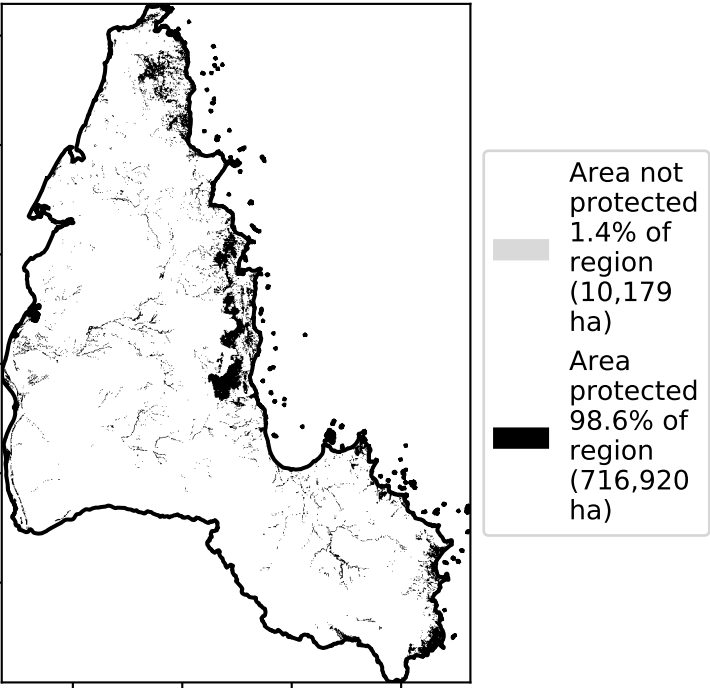 Area not
protected
1.4% of
region
(10,179
ha)
Area
protected
98.6% of
region
(716,920
ha)